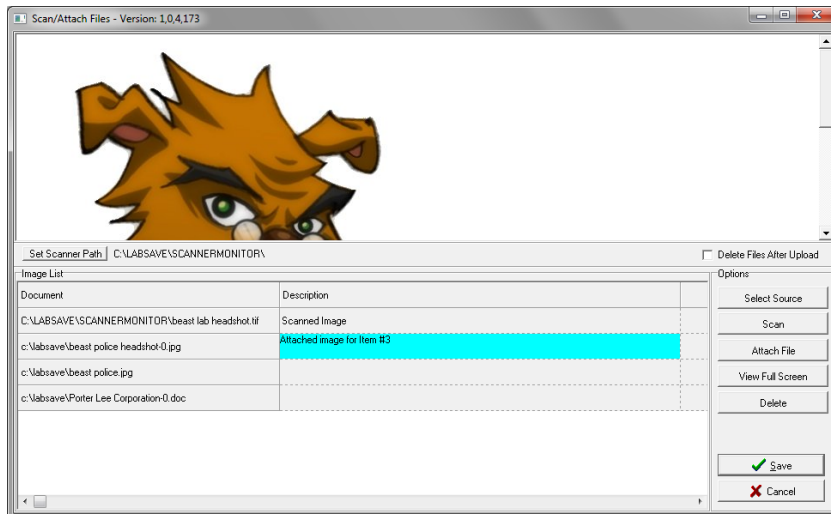 Scan/Attach Files - Version: 1,0,4,173
Set Scanner Path C:\LABSAVE\SCANNERMONITOR\ Delete Files After Upload
Image List
Options
Document Description
C:\LABSAVE\SCANNERMONITOR\beast lab headshot.tif Scanned Image
c:\labsave\beast police headshot-0.jpg Attached image for Item #3
c:\labsave\beast police.jpg
c:\labsave\Porter Lee Corporation-0.doc
Select Source
Scan
Attach File
View Full Screen
Delete
Save
Cancel